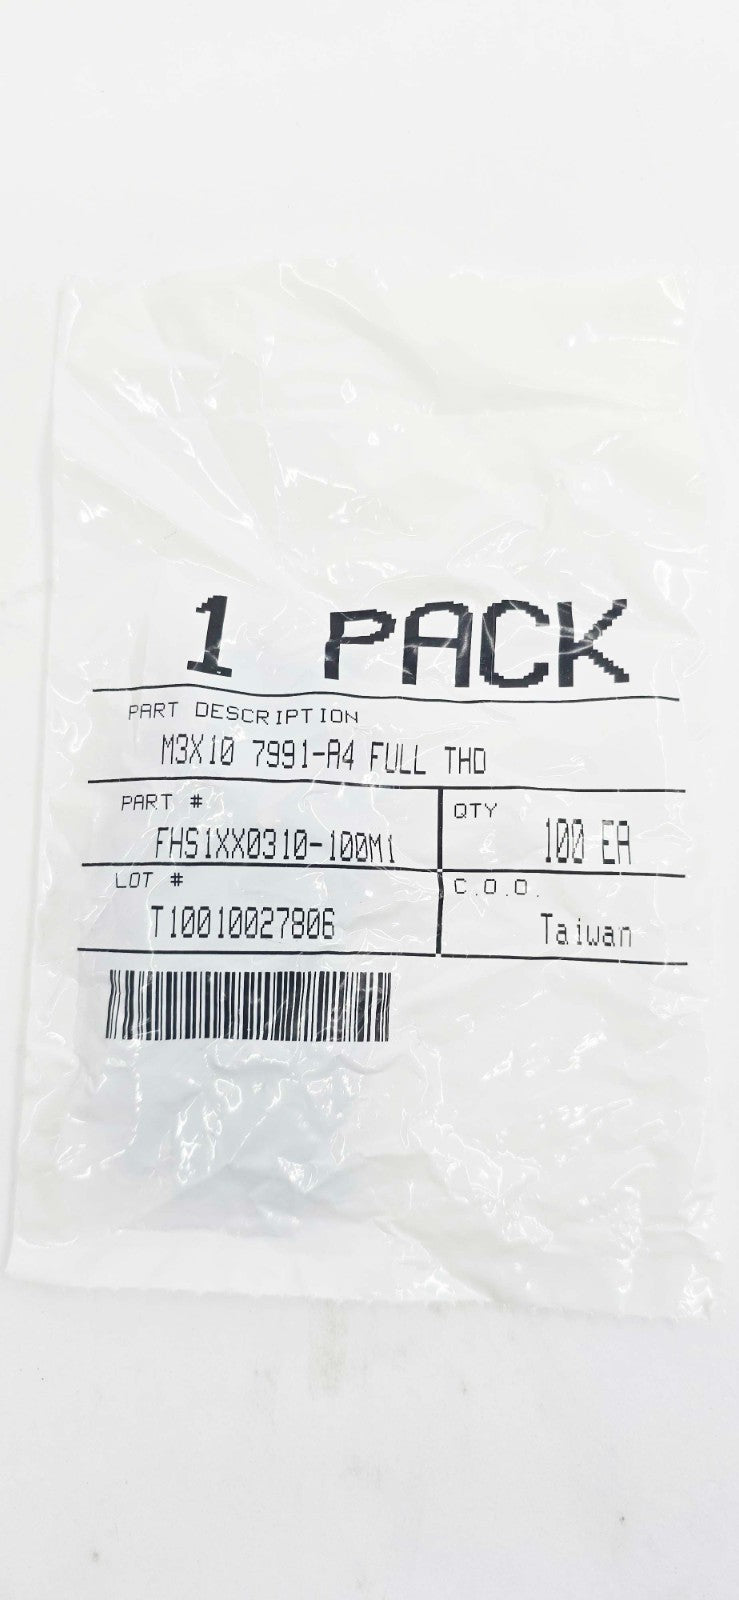 1 PACK
PART DESCRIPTION
M3X10 7991-A4 FULL THD
PART #
FHS1XX0310-100M1
QTY
100 EA
LOT #
T10010027806
C.O.O.
Taiwan